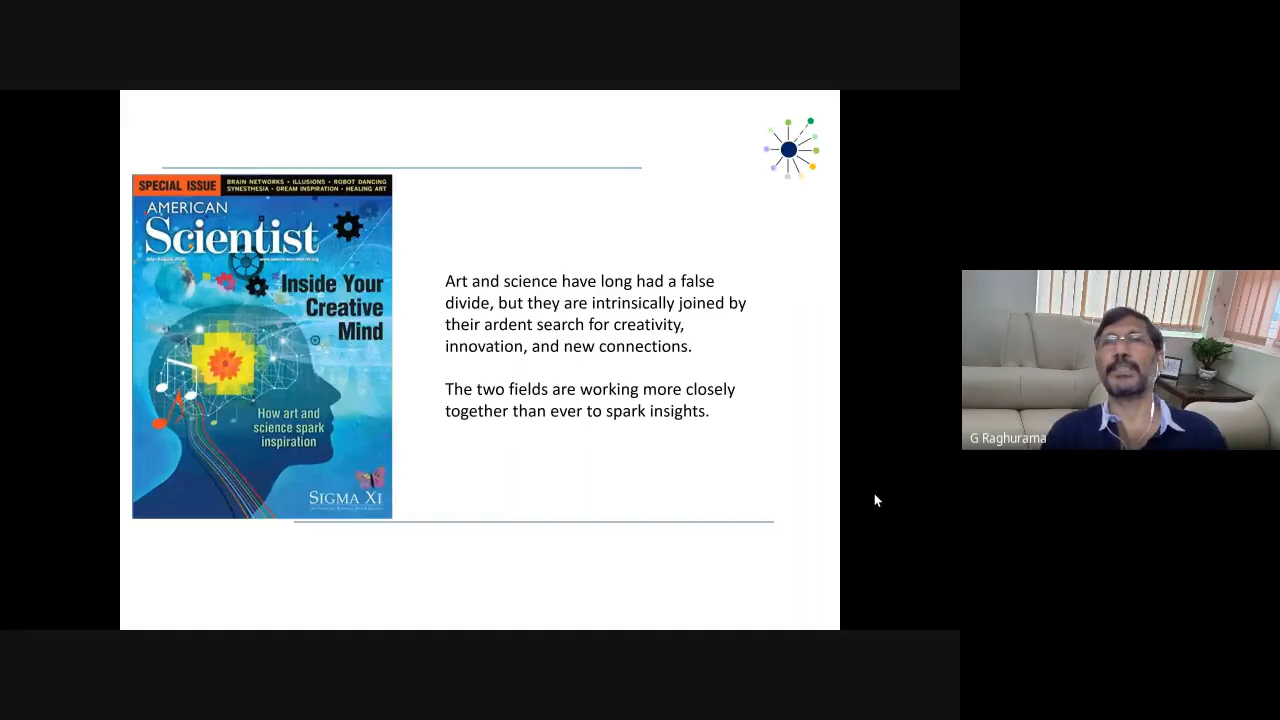 SPECIAL ISSUE
BRAIN NETWORKS • ILLUSIONS • ROBOT DANCING
SYNESTHESIA • DREAM INSPIRATION • HEALING ART
AMERICAN
Scientist
Inside Your
Creative
Mind
How art and
science spark
inspiration
SIGMA XI
Art and science have long had a false
divide, but they are intrinsically joined by
their ardent search for creativity,
innovation, and new connections.
The two fields are working more closely
together than ever to spark insights.
G Raghurama